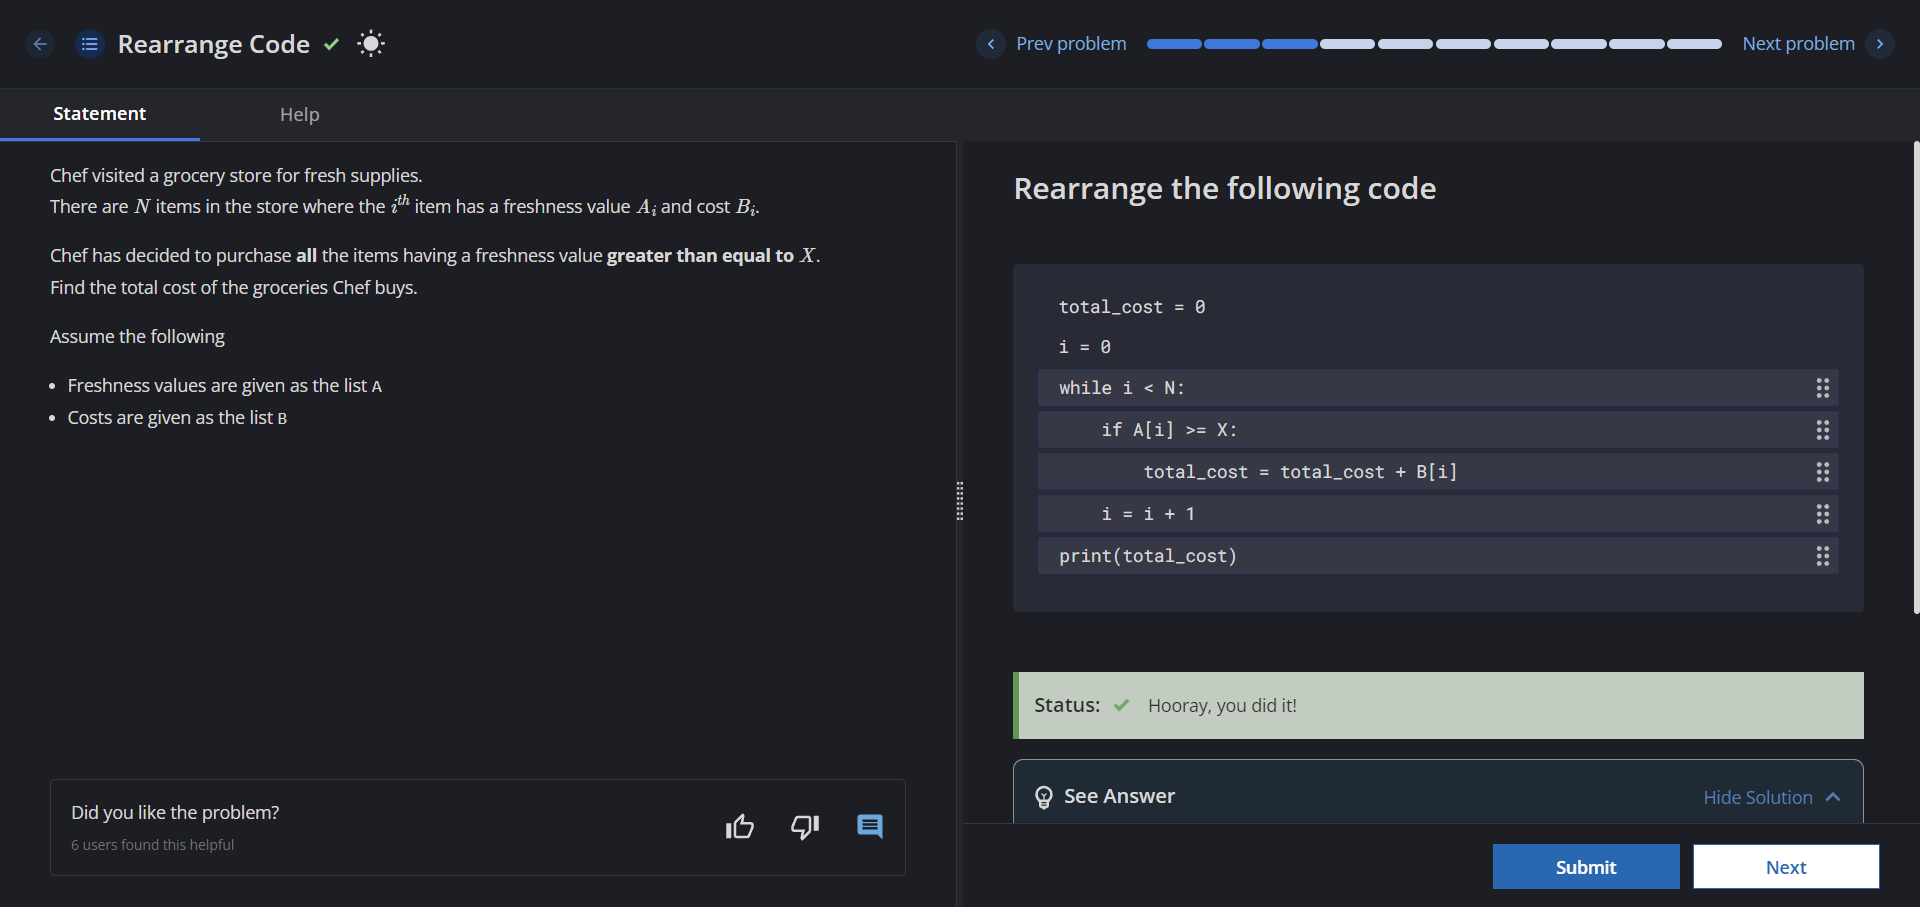 Rearrange Code
Prev problem
Next problem
Statement
Help
Chef visited a grocery store for fresh supplies.
There are N items in the store where the i^th item has a freshness value A_i and cost B_i.
Chef has decided to purchase all the items having a freshness value greater than equal to X.
Find the total cost of the groceries Chef buys.
Assume the following
• Freshness values are given as the list A
• Costs are given as the list B
Did you like the problem?
6 users found this helpful
Rearrange the following code
total_cost = 0
i = 0
while i < N:
    if A[i] >= X:
        total_cost = total_cost + B[i]
    i = i + 1
print(total_cost)
Status: Hooray, you did it!
See Answer
Hide Solution
Submit
Next